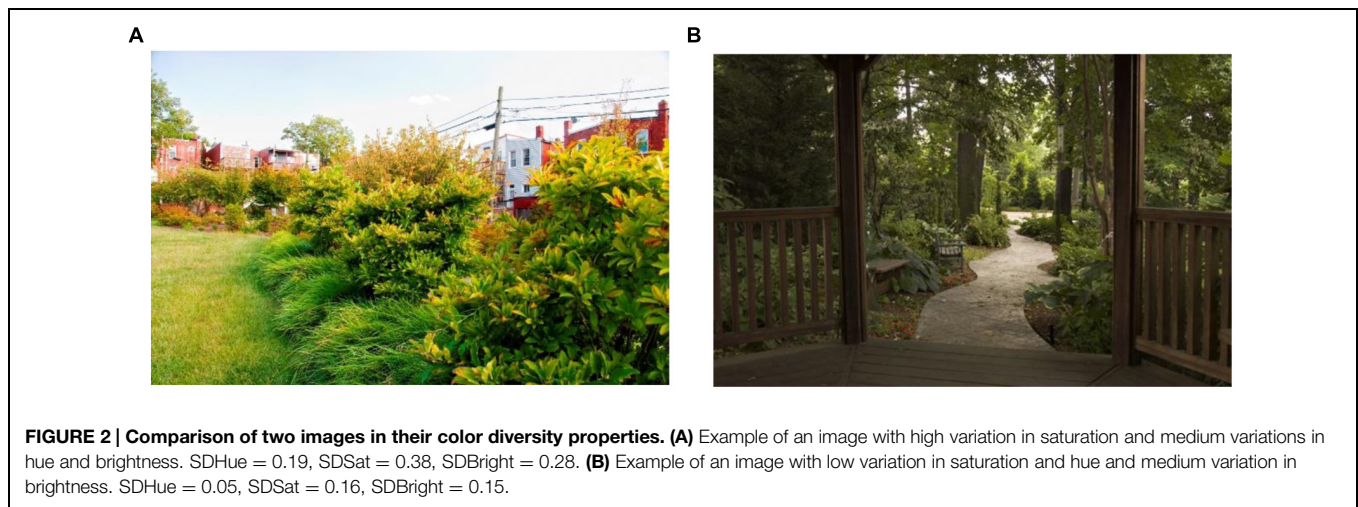 A
B
FIGURE 2 | Comparison of two images in their color diversity properties. (A) Example of an image with high variation in saturation and medium variations in
hue and brightness. SDHue = 0.19, SDSat = 0.38, SDBright = 0.28. (B) Example of an image with low variation in saturation and hue and medium variation in
brightness. SDHue = 0.05, SDSat = 0.16, SDBright = 0.15.